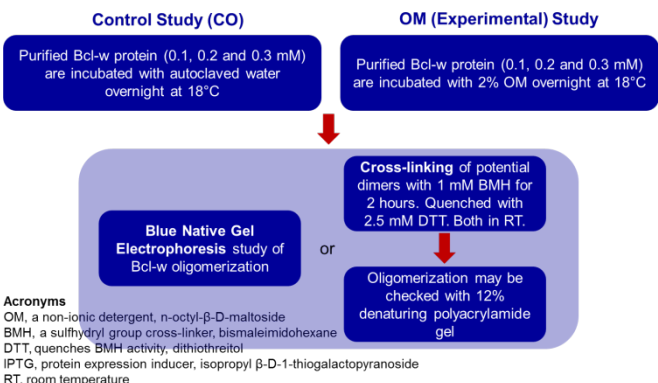 Control Study (CO)
OM (Experimental) Study
Purified Bcl-w protein (0.1, 0.2 and 0.3 mM)
are incubated with autoclaved water
overnight at 18°C
Purified Bcl-w protein (0.1, 0.2 and 0.3 mM)
are incubated with 2% OM overnight at 18°C
Blue Native Gel
Electrophoresis study of
Bcl-w oligomerization
or
Cross-linking of potential
dimers with 1 mM BMH for
2 hours. Quenched with
2.5 mM DTT. Both in RT.
Oligomerization may be
checked with 12%
denaturing polyacrylamide
gel
Acronyms
OM, a non-ionic detergent, n-octyl-β-D-maltoside
BMH, a sulfhydryl group cross-linker, bismaleimidohexane
DTT, quenches BMH activity, dithiothreitol
IPTG, protein expression inducer, isopropyl β-D-1-thiogalactopyranoside
RT, room temperature